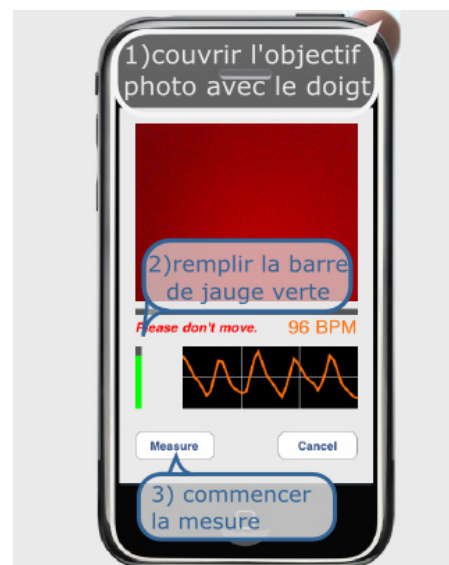 1)couvrir l'objectif
photo avec le doigt
2)remplir la barre
de jauge verte
Please don't move.
96 BPM
Measure
Cancel
3) commencer
la mesure